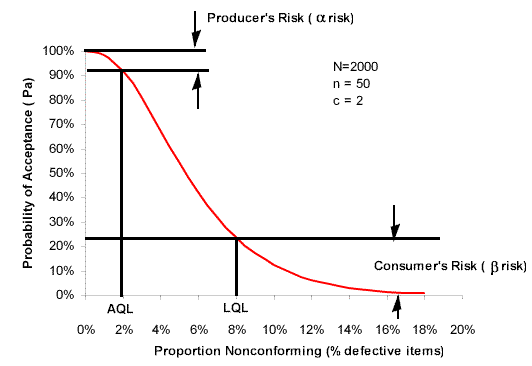 Producer's Risk ( α risk)
100%
90%
80%
70%
60%
50%
40%
30%
20%
10%
0%
Probability of Acceptance ( Pa)
N=2000
n = 50
c = 2
Consumer's Risk ( β risk)
AQL LQL
0% 2% 4% 6% 8% 10% 12% 14% 16% 18% 20%
Proportion Nonconforming (% defective items)